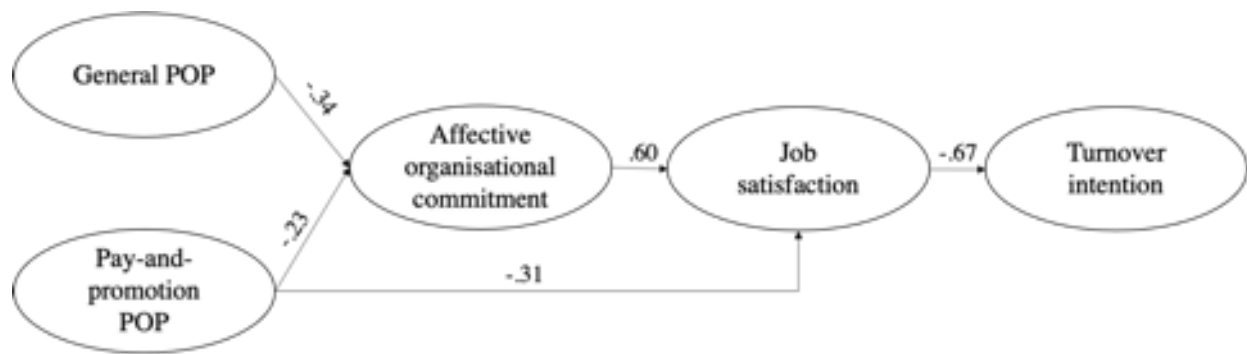 General POP
-.34
Affective
organisational
commitment
.60
Job
satisfaction
-.67
Turnover
intention
-.23
Pay-and-
promotion
POP
-.31